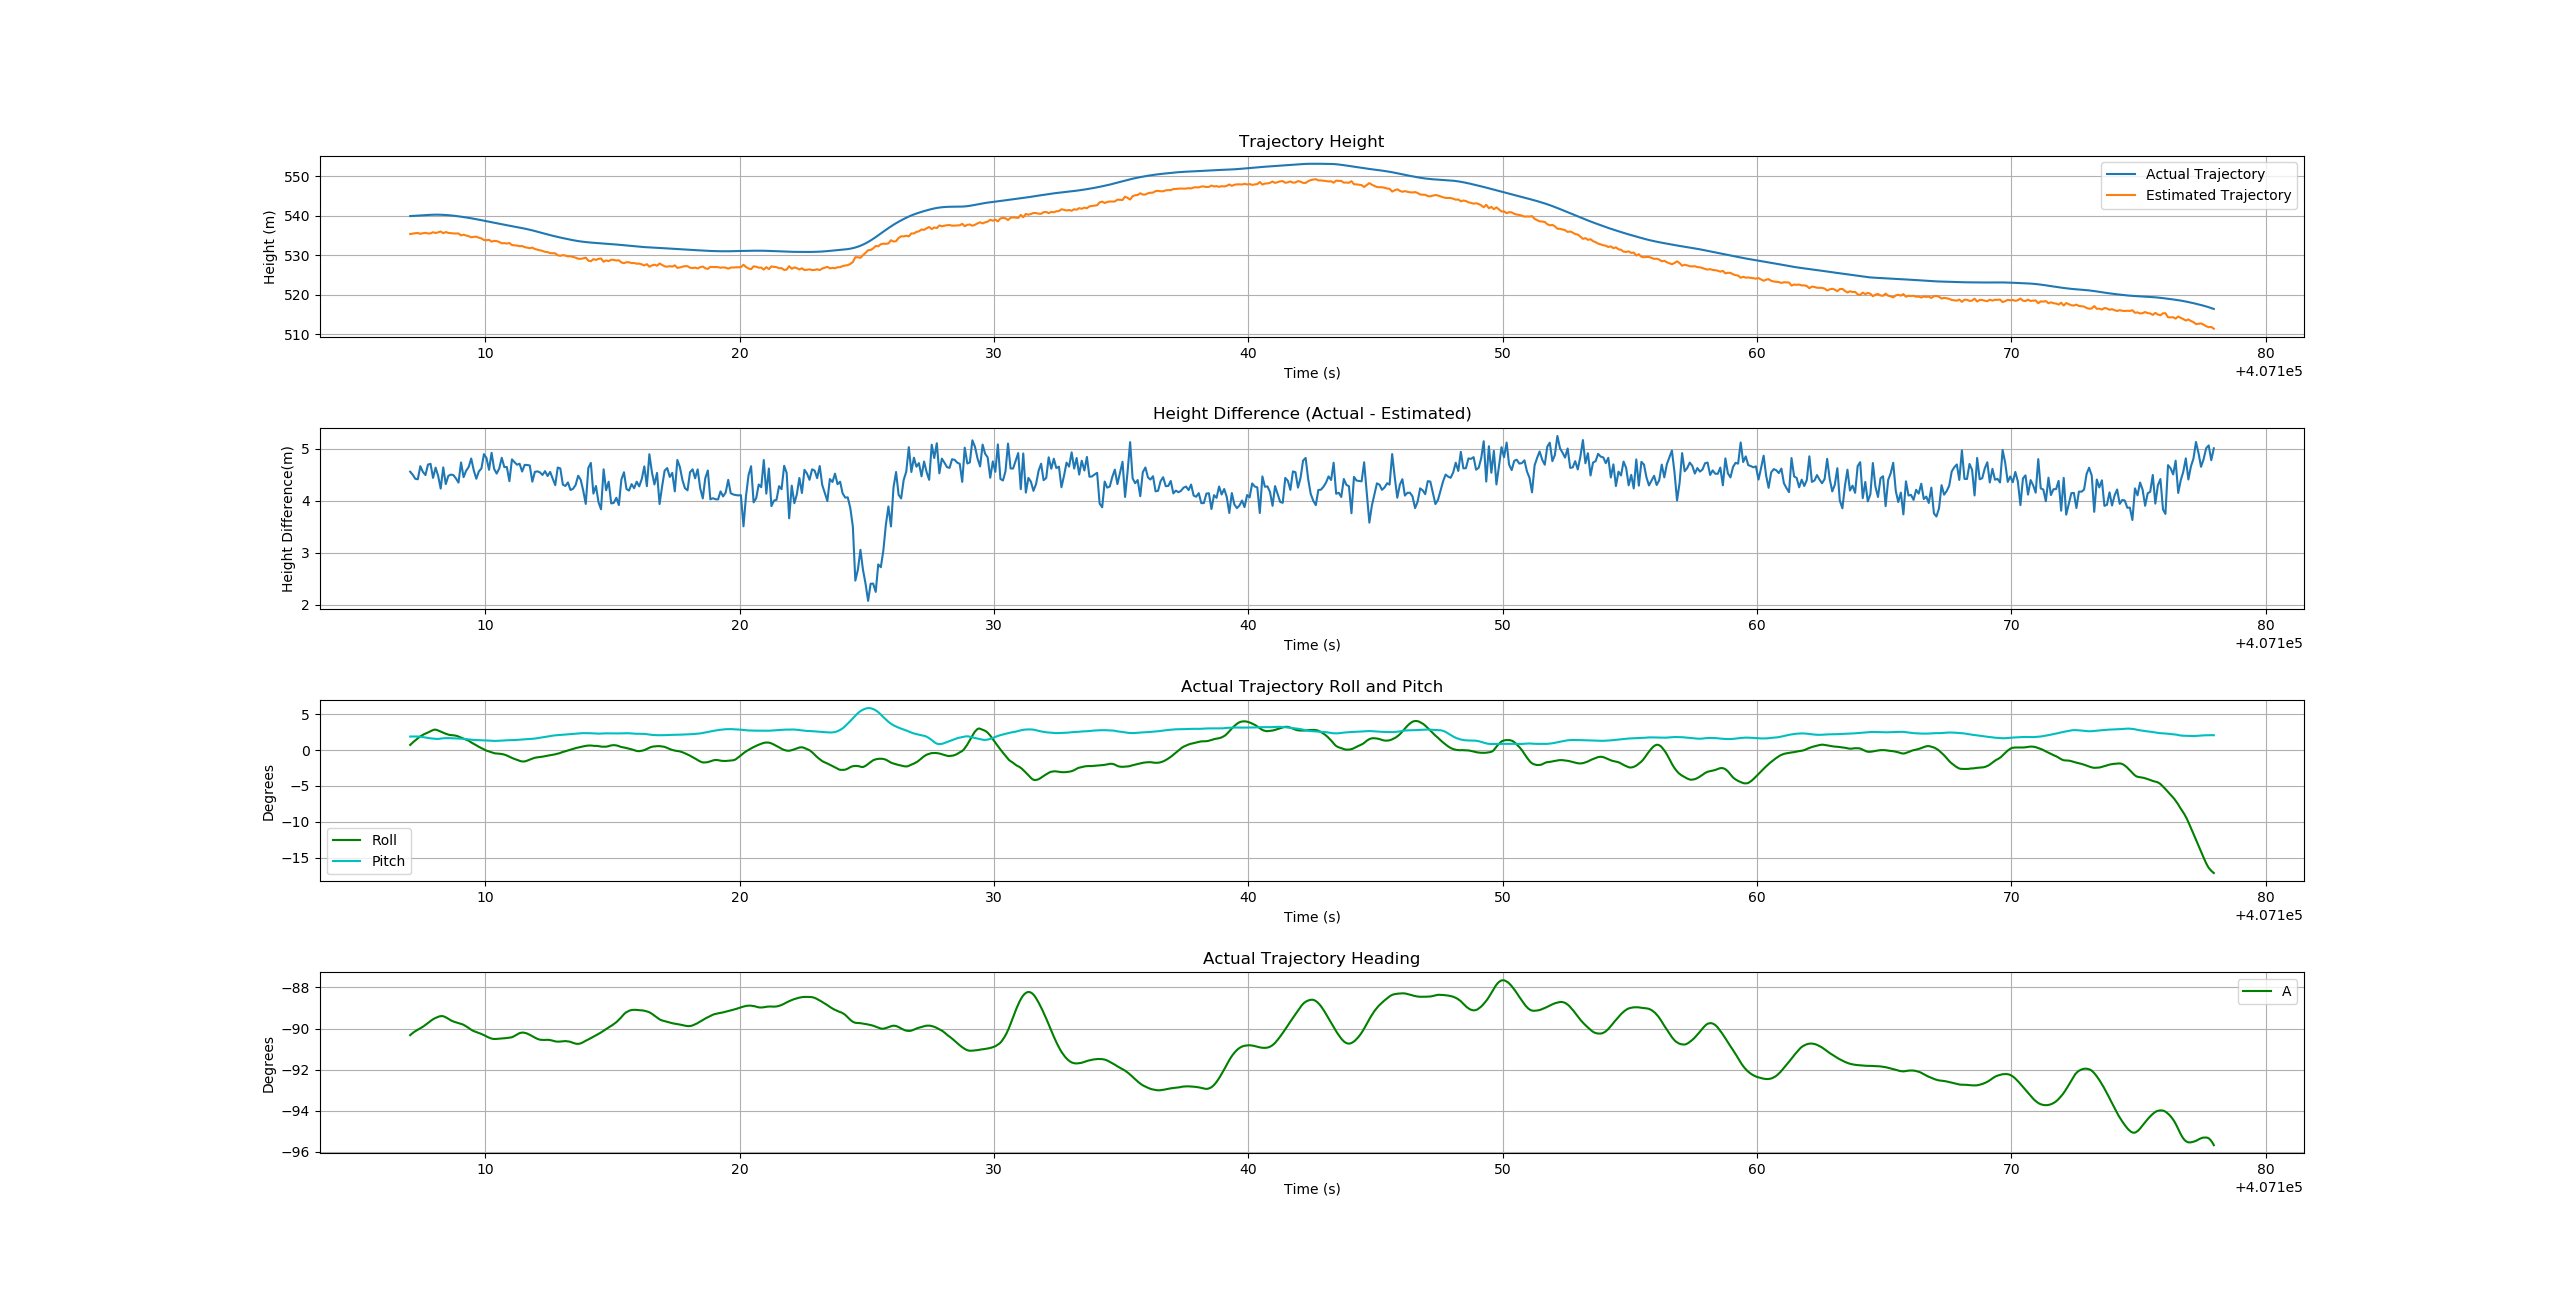 Trajectory Height
Height (m)
550
540
530
520
510
Actual Trajectory
Estimated Trajectory
10 20 30 40 50 60 70 80
Time (s)
+4.071e5
Height Difference (Actual - Estimated)
Height Difference(m)
5
4
3
2
10 20 30 40 50 60 70 80
Time (s)
+4.071e5
Actual Trajectory Roll and Pitch
Degrees
5
0
−5
−10
−15
Roll
Pitch
10 20 30 40 50 60 70 80
Time (s)
+4.071e5
Actual Trajectory Heading
Degrees
−88
−90
−92
−94
−96
A
10 20 30 40 50 60 70 80
Time (s)
+4.071e5